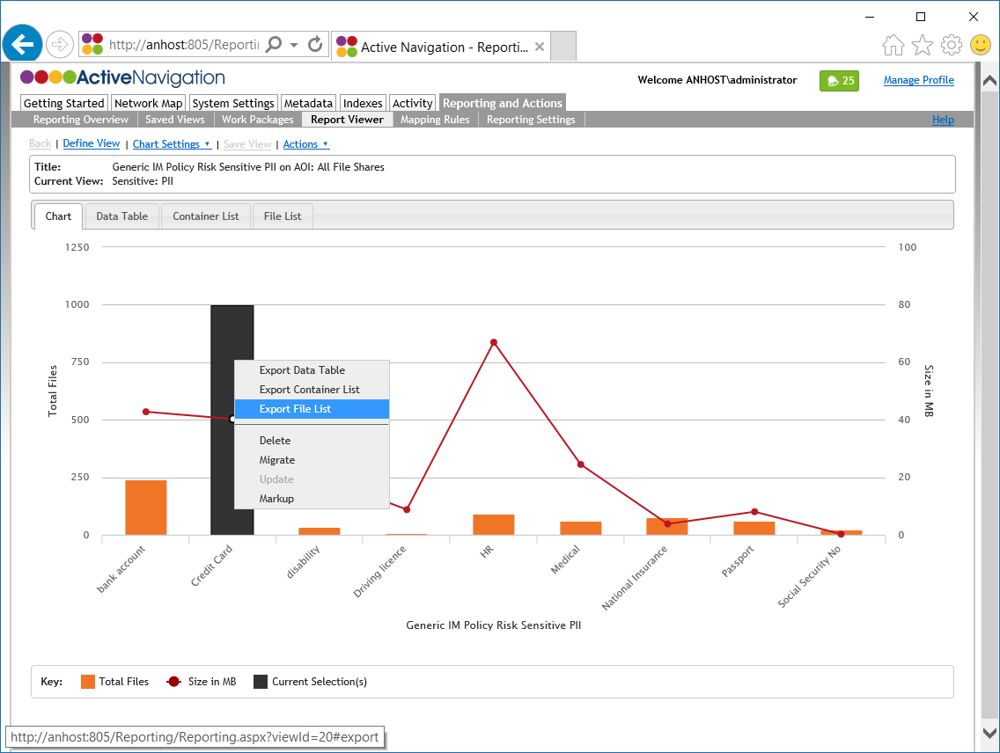 http://anhost:805/Reportin
Active Navigation - Reporti...
ActiveNavigation
Welcome ANHOST\administrator
25
Manage Profile
Getting Started Network Map System Settings Metadata Indexes Activity Reporting and Actions
Reporting Overview Saved Views Work Packages Report Viewer Mapping Rules Reporting Settings Help
Back | Define View | Chart Settings | Save View | Actions
Title: Generic IM Policy Risk Sensitive PII on AOI: All File Shares
Current View: Sensitive: PII
Chart Data Table Container List File List
1250 100
1000 80
750 60
500 40
250 20
0 0
Total Files
Size in MB
Export Data Table
Export Container List
Export File List
Delete
Migrate
Update
Markup
bank account
Credit Card
disability
Driving licence
HR
Medical
National Insurance
Passport
Social Security No
Generic IM Policy Risk Sensitive PII
Key: Total Files Size in MB Current Selection(s)
http://anhost:805/Reporting/Reporting.aspx?viewId=20#export